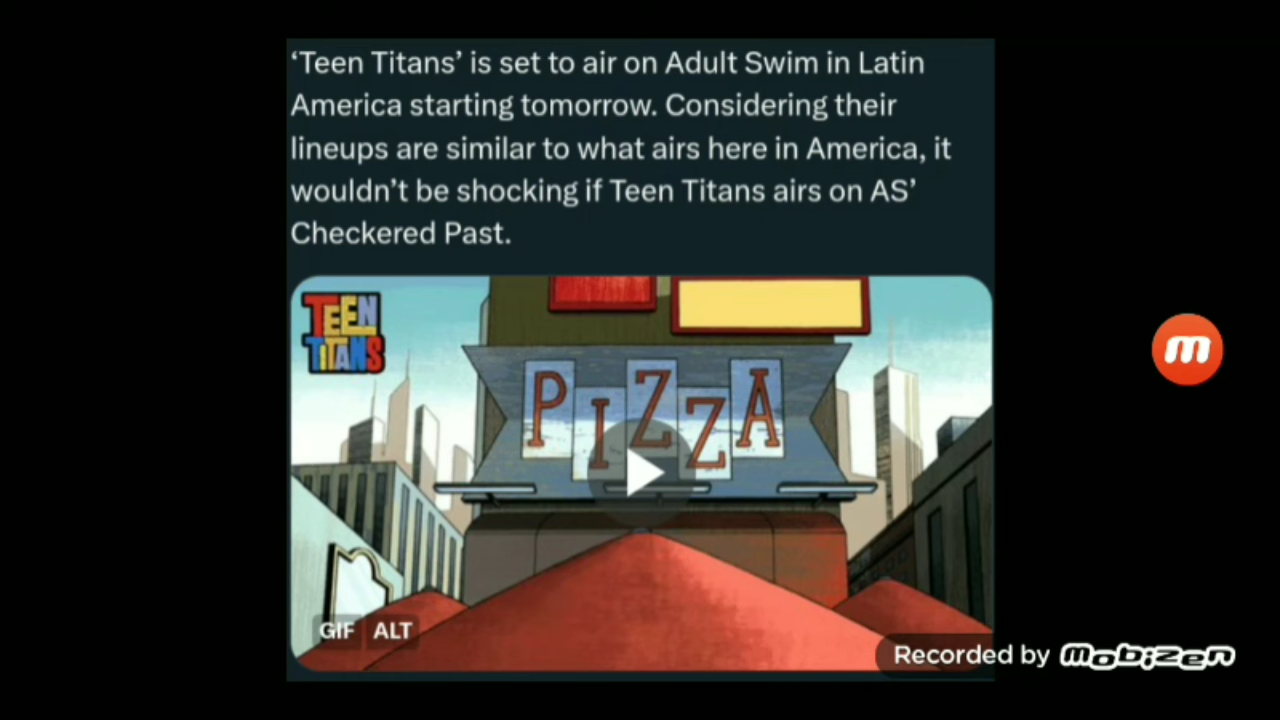 ‘Teen Titans’ is set to air on Adult Swim in Latin
America starting tomorrow. Considering their
lineups are similar to what airs here in America, it
wouldn’t be shocking if Teen Titans airs on AS’
Checkered Past.
TEEN
TITANS
PIZZA
GIF ALT
Recorded by mobizen